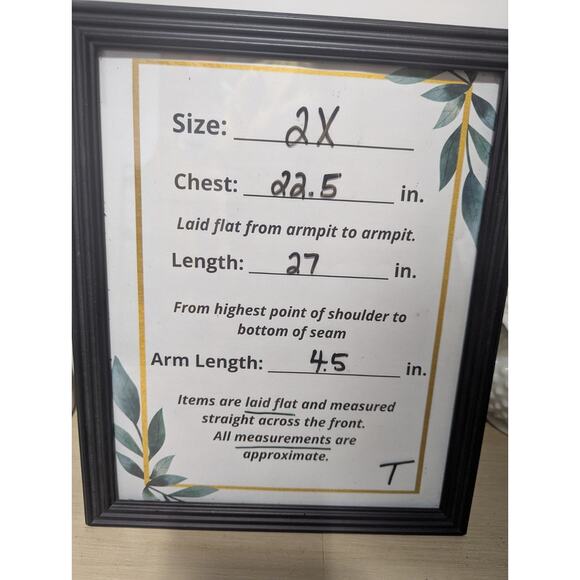 Size: 2X
Chest: 22.5 in.
Laid flat from armpit to armpit.
Length: 27 in.
From highest point of shoulder to
bottom of seam
Arm Length: 4.5 in.
Items are laid flat and measured
straight across the front.
All measurements are
approximate.
T